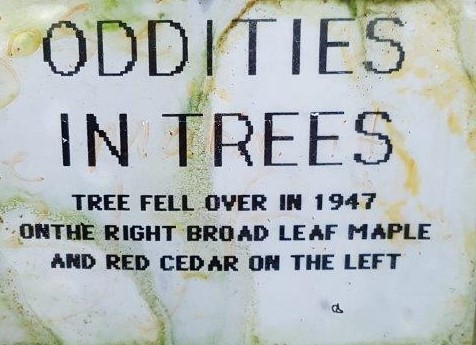 ODDITIES
IN TREES
TREE FELL OVER IN 1947
ONTHE RIGHT BROAD LEAF MAPLE
AND RED CEDAR ON THE LEFT